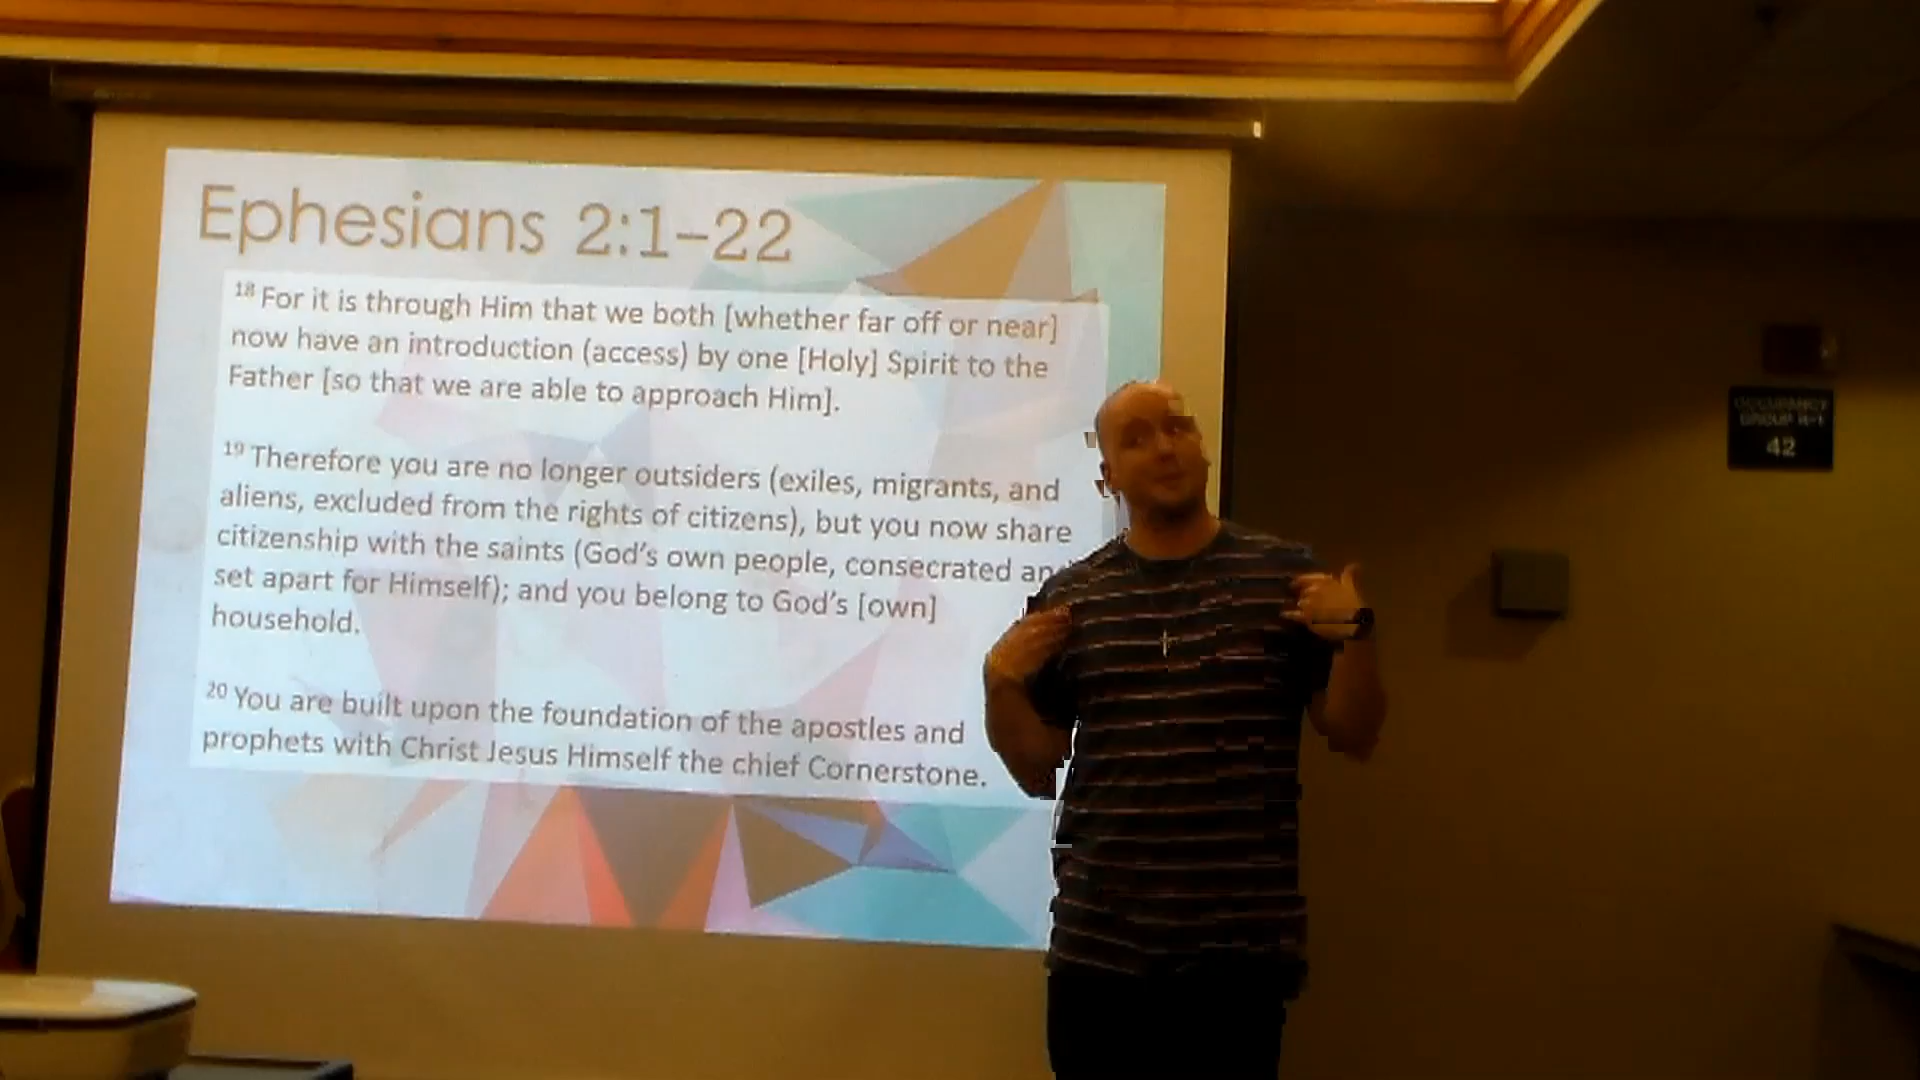 Ephesians 2:1–22
18 For it is through Him that we both [whether far off or near]
now have an introduction (access) by one [Holy] Spirit to the
Father [so that we are able to approach Him].
19 Therefore you are no longer outsiders (exiles, migrants, and
aliens, excluded from the rights of citizens), but you now share
citizenship with the saints (God's own people, consecrated and
set apart for Himself); and you belong to God's [own]
household.
20 You are built upon the foundation of the apostles and
prophets with Christ Jesus Himself the chief Cornerstone.
OCCUPANCY
GROUP
42